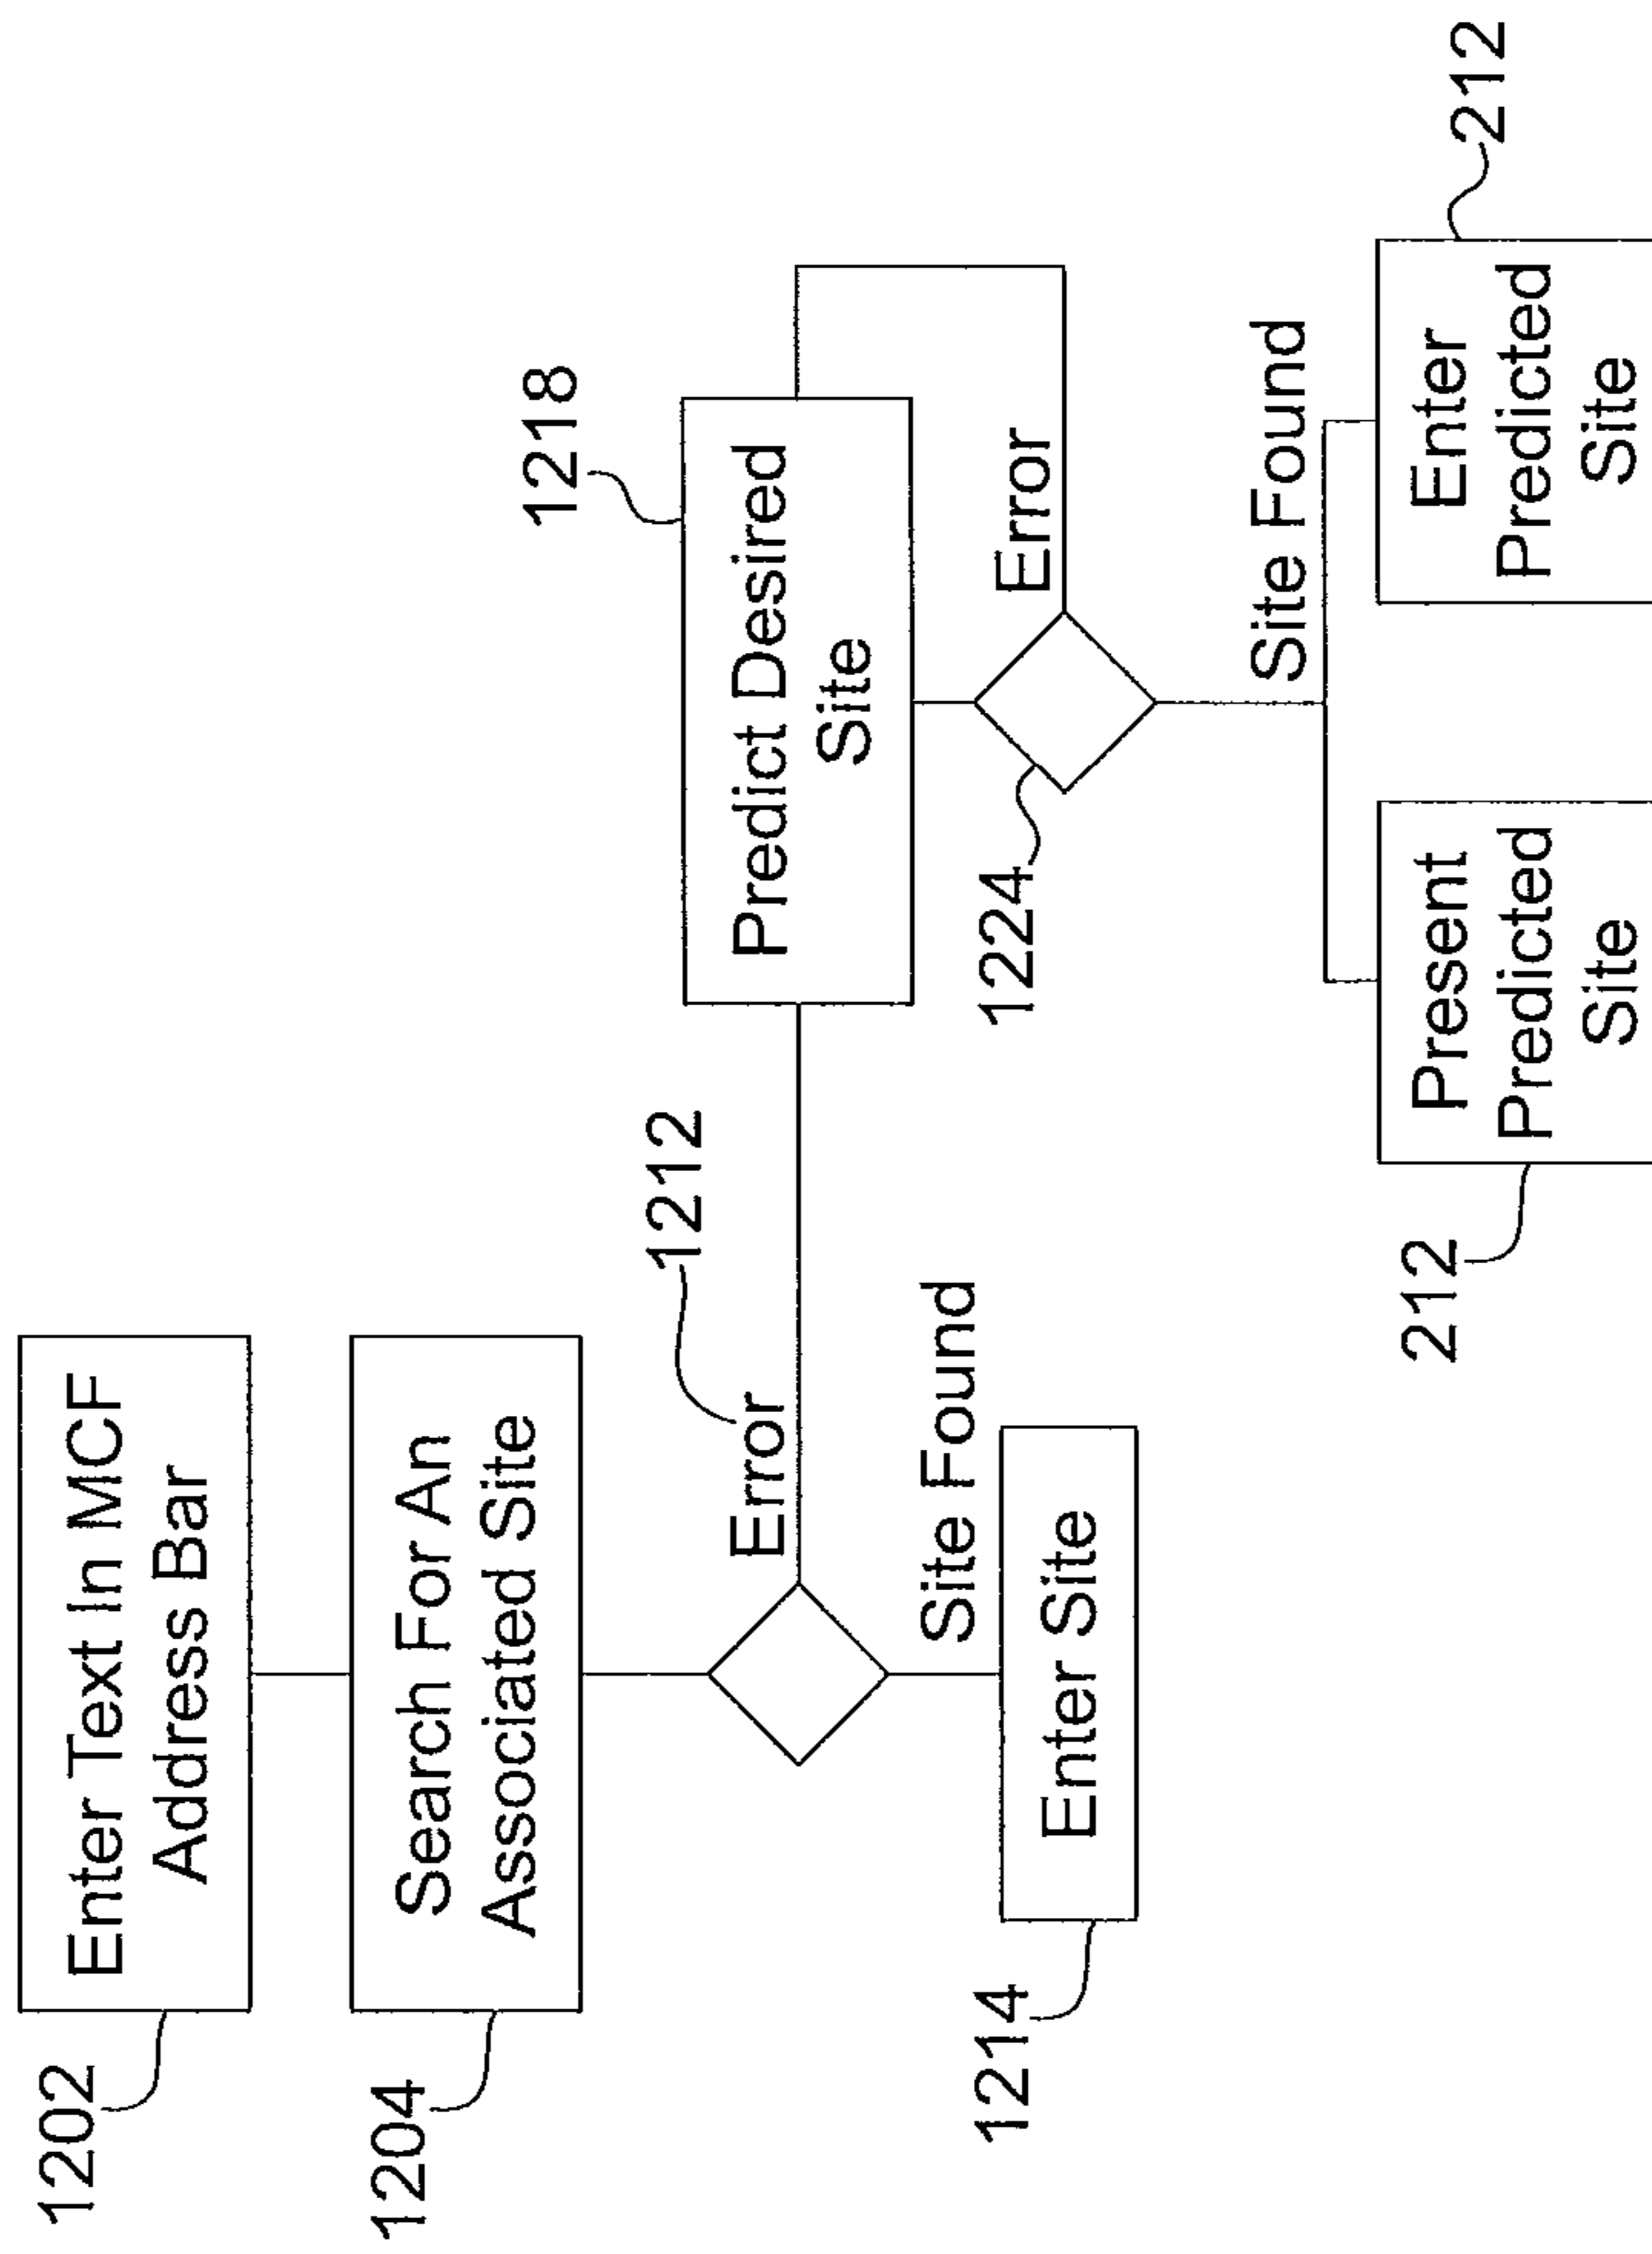 1202
Enter Text In MCF
Address Bar
1204
Search For An
Associated Site
Error
1212
Site Found
1214
Enter Site
1218
Predict Desired
Site
1224
Error
Site Found
212
Present
Predicted
Site
Enter
Predicted
Site
212